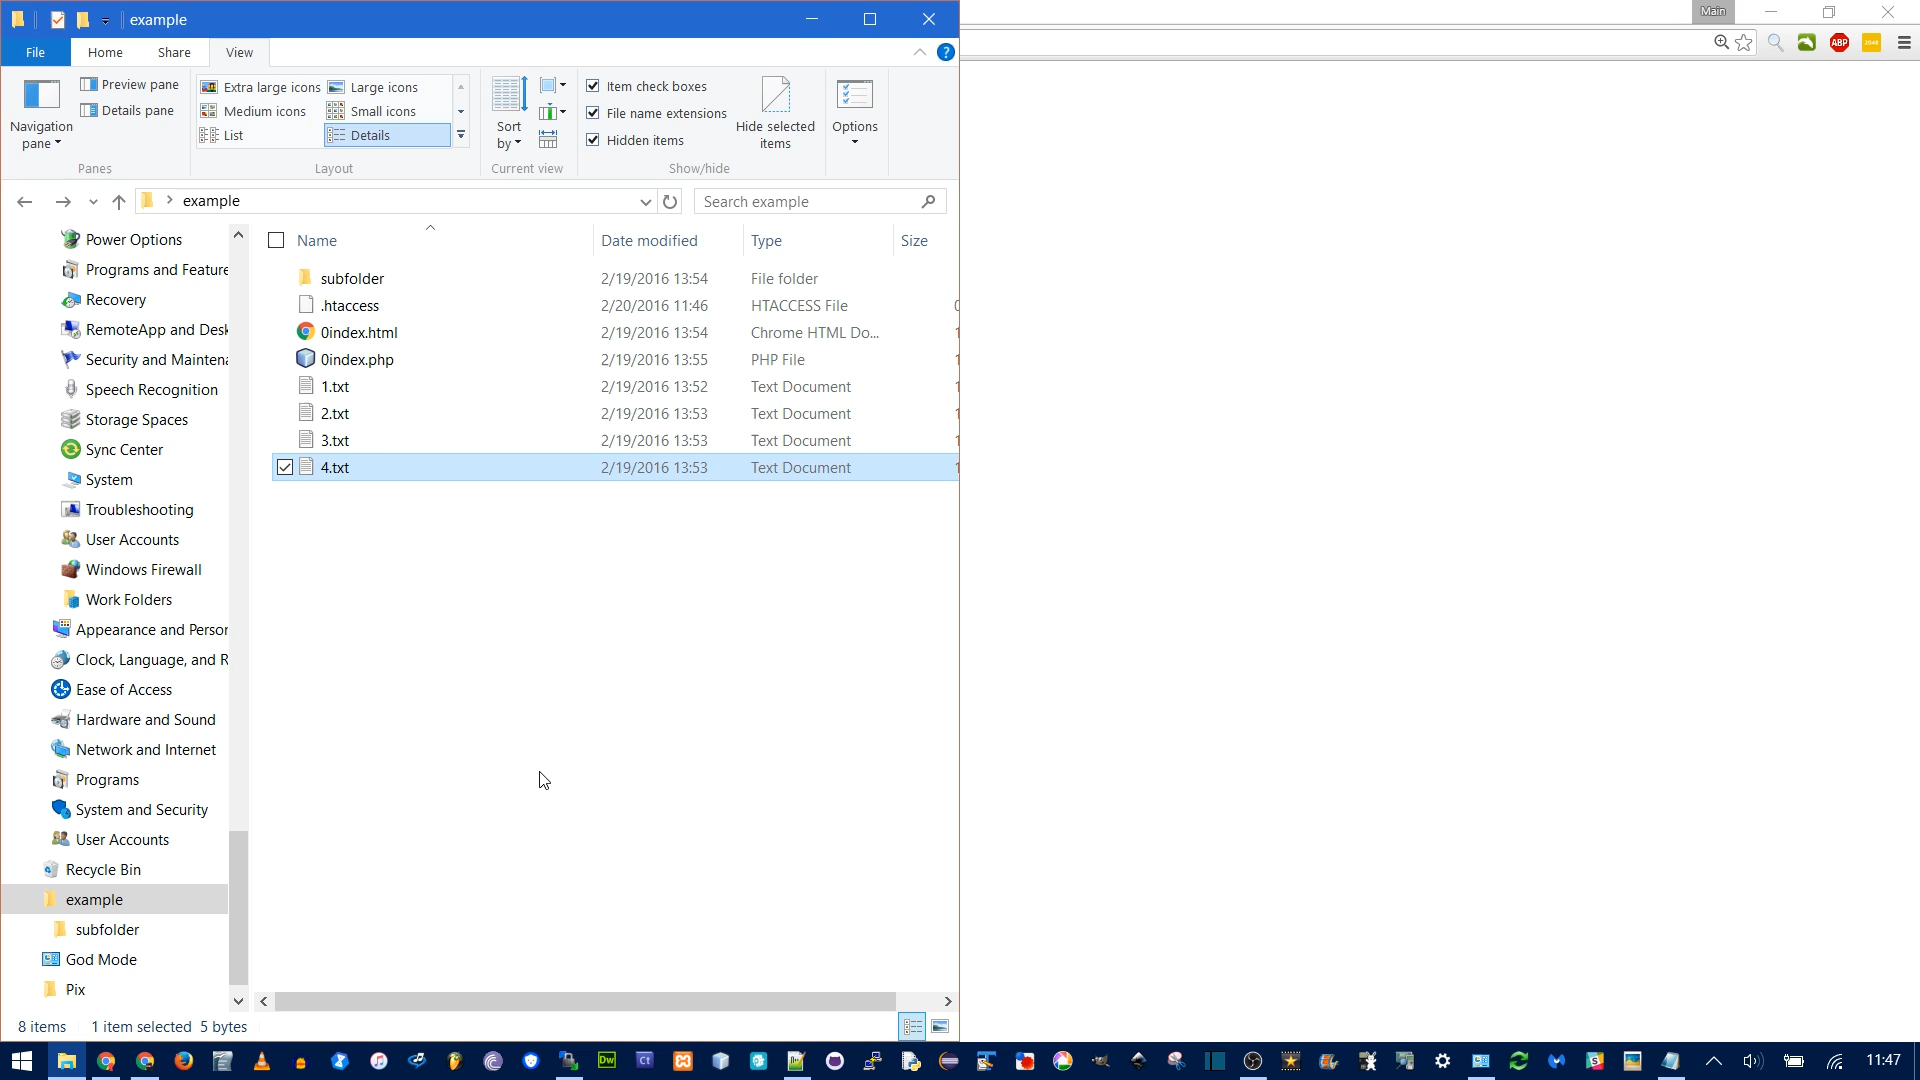 example
Main
File
Home
Share
View
Navigation pane
Preview pane
Details pane
Panes
Extra large icons
Large icons
Medium icons
Small icons
List
Details
Layout
Sort by
Current view
Item check boxes
File name extensions
Hidden items
Hide selected items
Show/hide
Options
ABP
example
Search example
Power Options
Programs and Feature
Recovery
RemoteApp and Desk
Security and Maintena
Speech Recognition
Storage Spaces
Sync Center
System
Troubleshooting
User Accounts
Windows Firewall
Work Folders
Appearance and Person
Clock, Language, and R
Ease of Access
Hardware and Sound
Network and Internet
Programs
System and Security
User Accounts
Recycle Bin
example
subfolder
God Mode
Pix
Name Date modified Type Size
subfolder 2/19/2016 13:54 File folder
.htaccess 2/20/2016 11:46 HTACCESS File
0index.html 2/19/2016 13:54 Chrome HTML Do...
0index.php 2/19/2016 13:55 PHP File
1.txt 2/19/2016 13:52 Text Document
2.txt 2/19/2016 13:53 Text Document
3.txt 2/19/2016 13:53 Text Document
4.txt 2/19/2016 13:53 Text Document
8 items 1 item selected 5 bytes
Dw
Ct
11:47